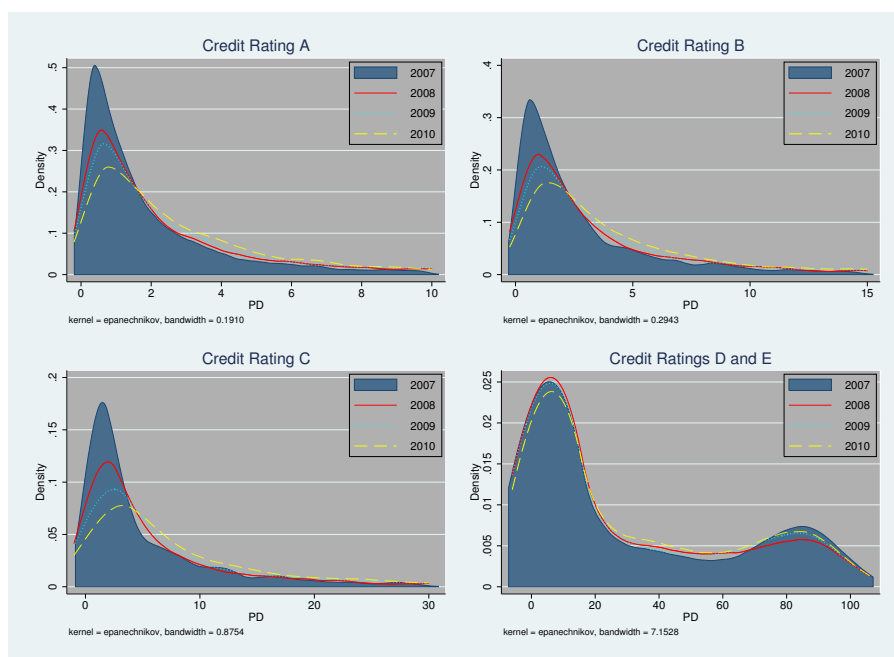 Credit Rating A
Density
0 .1 .2 .3 .4 .5
2007
2008
2009
2010
0 2 4 6 8 10
PD
kernel = epanechnikov, bandwidth = 0.1910
Credit Rating B
Density
0 .1 .2 .3 .4
2007
2008
2009
2010
0 5 10 15
PD
kernel = epanechnikov, bandwidth = 0.2943
Credit Rating C
Density
0 .05 .1 .15 .2
2007
2008
2009
2010
0 10 20 30
PD
kernel = epanechnikov, bandwidth = 0.8754
Credit Ratings D and E
Density
0 .005 .01 .015 .02 .025
2007
2008
2009
2010
0 20 40 60 80 100
PD
kernel = epanechnikov, bandwidth = 7.1528